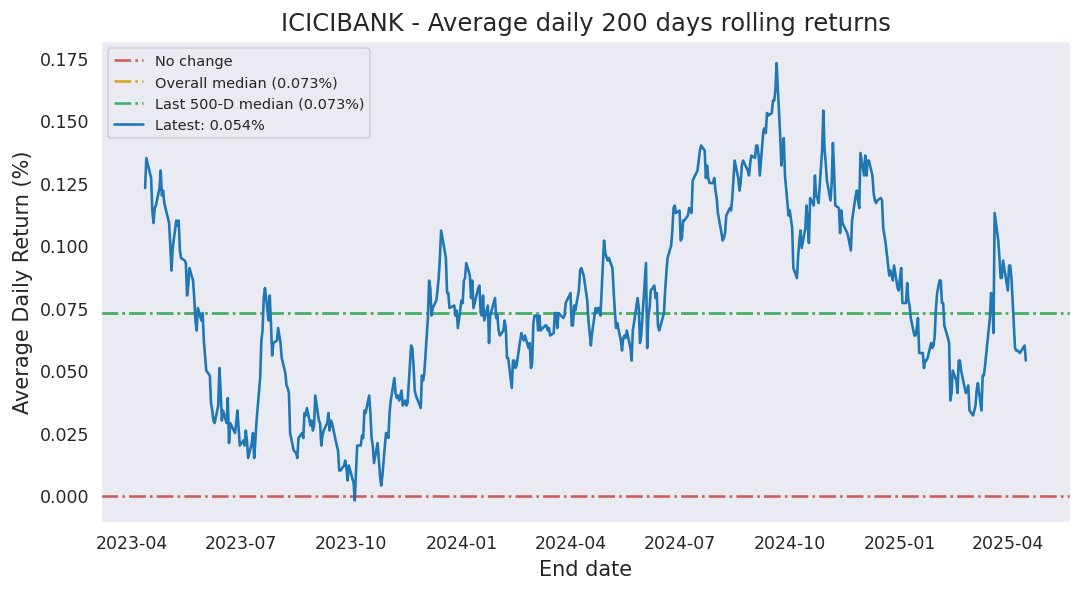 ICICIBANK - Average daily 200 days rolling returns
No change
Overall median (0.073%)
Last 500-D median (0.073%)
Latest: 0.054%
Average Daily Return (%)
0.175
0.150
0.125
0.100
0.075
0.050
0.025
0.000
2023-04 2023-07 2023-10 2024-01 2024-04 2024-07 2024-10 2025-01 2025-04
End date